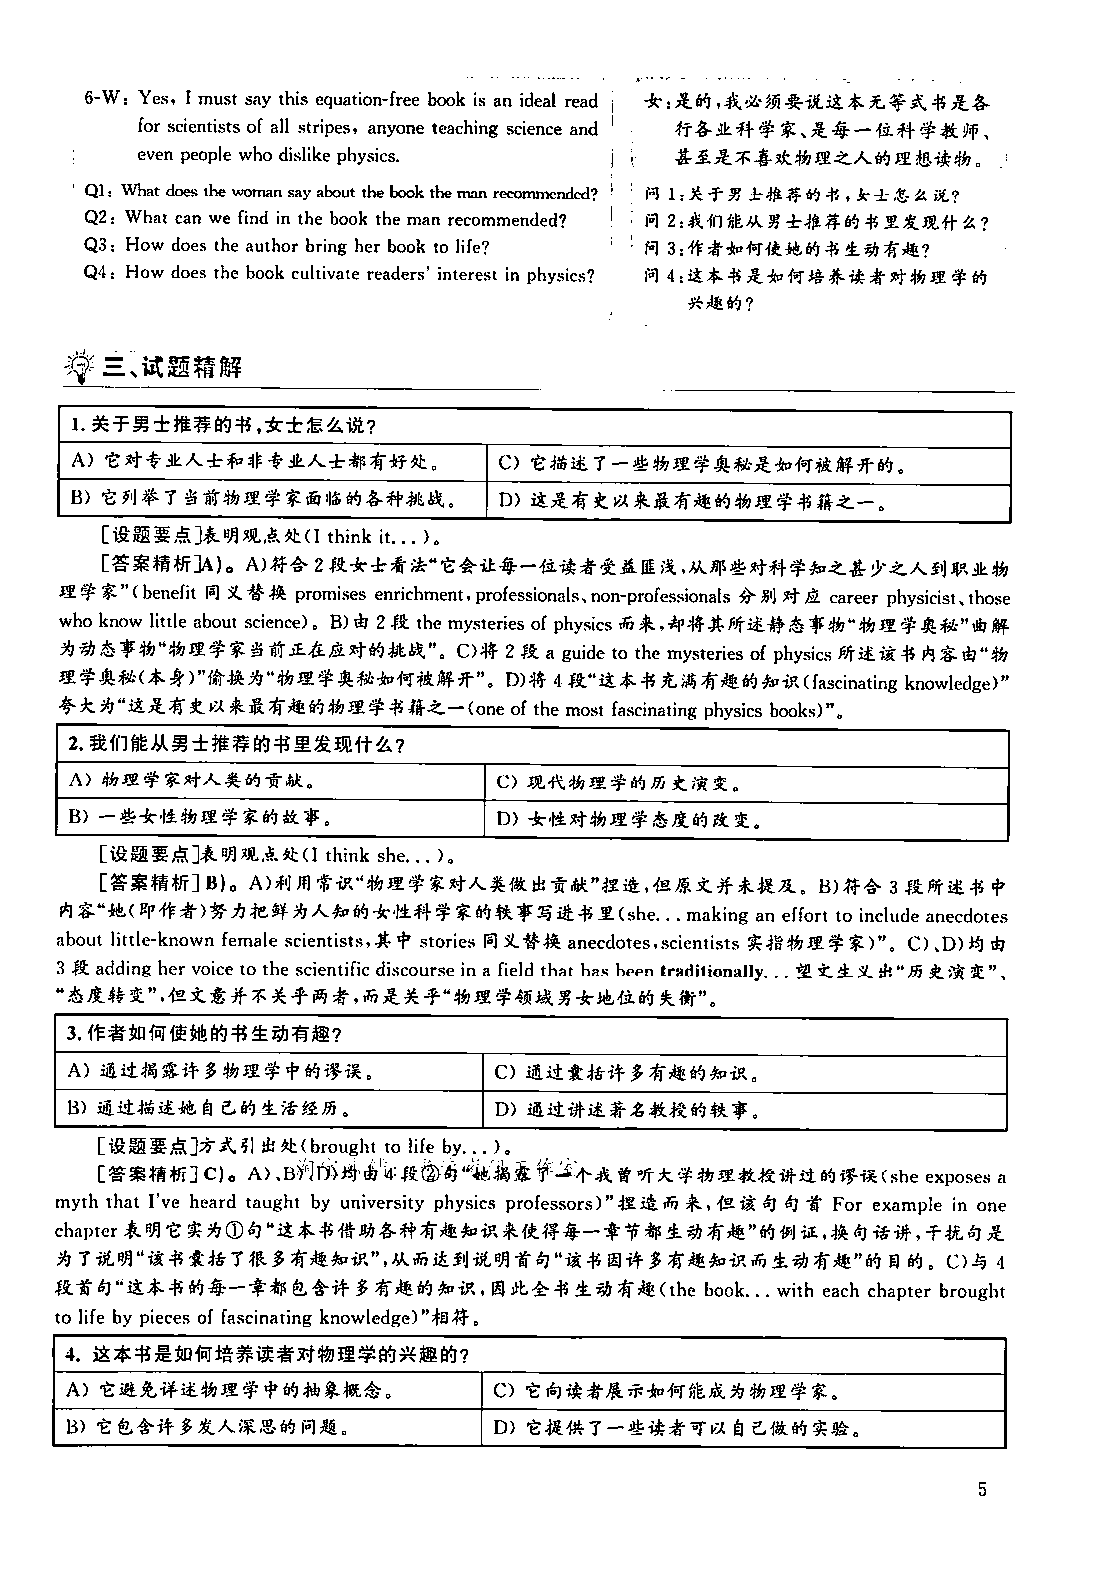 6-W: Yes, I must say this equation-free book is an ideal read
for scientists of all stripes, anyone teaching science and
even people who dislike physics.
Q1: What does the woman say about the book the man recommended?
Q2: What can we find in the book the man recommended?
Q3: How does the author bring her book to life?
Q4: How does the book cultivate readers' interest in physics?
女:是的,我必须要说这本无等式书是各
行各业科学家、是每一位科学教师、
甚至是不喜欢物理之人的理想读物。
问 1:关于男士推荐的书,女士怎么说?
问 2:我们能从男士推荐的书里发现什么?
问 3:作者如何使她的书生动有趣?
问 4:这本书是如何培养读者对物理学的
兴趣的?
三、试题精解
1. 关于男士推荐的书,女士怎么说?
A) 它对专业人士和非专业人士都有好处。
C) 它描述了一些物理学奥秘是如何被解开的。
B) 它列举了当前物理学家面临的各种挑战。
D) 这是有史以来最有趣的物理学书籍之一。
[设题要点]表明观点处(I think it...)。
[答案精析]A)。A)符合 2 段女士看法“它会让每一位读者受益匪浅,从那些对科学知之甚少之人到职业物
理学家”(benefit 同义替换 promises enrichment, professionals、non-professionals 分别对应 career physicist、those
who know little about science)。B)由 2 段 the mysteries of physics 而来,却将其所述静态事物“物理学奥秘”曲解
为动态事物“物理学家当前正在应对的挑战”。C)将 2 段 a guide to the mysteries of physics 所述该书内容由“物
理学奥秘(本身)”偷换为“物理学奥秘如何被解开”。D)将 4 段“这本书充满有趣的知识(fascinating knowledge)”
夸大为“这是有史以来最有趣的物理学书籍之一(one of the most fascinating physics books)”。
2. 我们能从男士推荐的书里发现什么?
A) 物理学家对人类的贡献。
C) 现代物理学的历史演变。
B) 一些女性物理学家的故事。
D) 女性对物理学态度的改变。
[设题要点]表明观点处(I think she...)。
[答案精析]B)。A)利用常识“物理学家对人类做出贡献”捏造,但原文并未提及。B)符合 3 段所述书中
内容“她(即作者)努力把鲜为人知的女性科学家的轶事写进书里(she... making an effort to include anecdotes
about little-known female scientists,其中 stories 同义替换 anecdotes,scientists 实指物理学家)”。C)、D)均由
3 段 adding her voice to the scientific discourse in a field that has been traditionally... 望文生义出“历史演变”、
“态度转变”,但文意并不关乎两者,而是关乎“物理学领域男女地位的失衡”。
3. 作者如何使她的书生动有趣?
A) 通过揭露许多物理学中的谬误。
C) 通过囊括许多有趣的知识。
B) 通过描述她自己的生活经历。
D) 通过讲述著名教授的轶事。
[设题要点]方式引出处(brought to life by...)。
[答案精析]C)。A)、B)、D)均由 4 段②句“她揭露了一个我曾听大学物理教授讲过的谬误(she exposes a
myth that I've heard taught by university physics professors)”捏造而来,但该句句首 For example in one
chapter 表明它实为①句“这本书借助各种有趣知识来使得每一章节都生动有趣”的例证,换句话讲,干扰句是
为了说明“该书囊括了很多有趣知识”,从而达到说明首句“该书因许多有趣知识而生动有趣”的目的。C)与 4
段首句“这本书的每一章都包含许多有趣的知识,因此全书生动有趣(the book... with each chapter brought
to life by pieces of fascinating knowledge)”相符。
4. 这本书是如何培养读者对物理学的兴趣的?
A) 它避免详述物理学中的抽象概念。
C) 它向读者展示如何能成为物理学家。
B) 它包含许多发人深思的问题。
D) 它提供了一些读者可以自己做的实验。
5